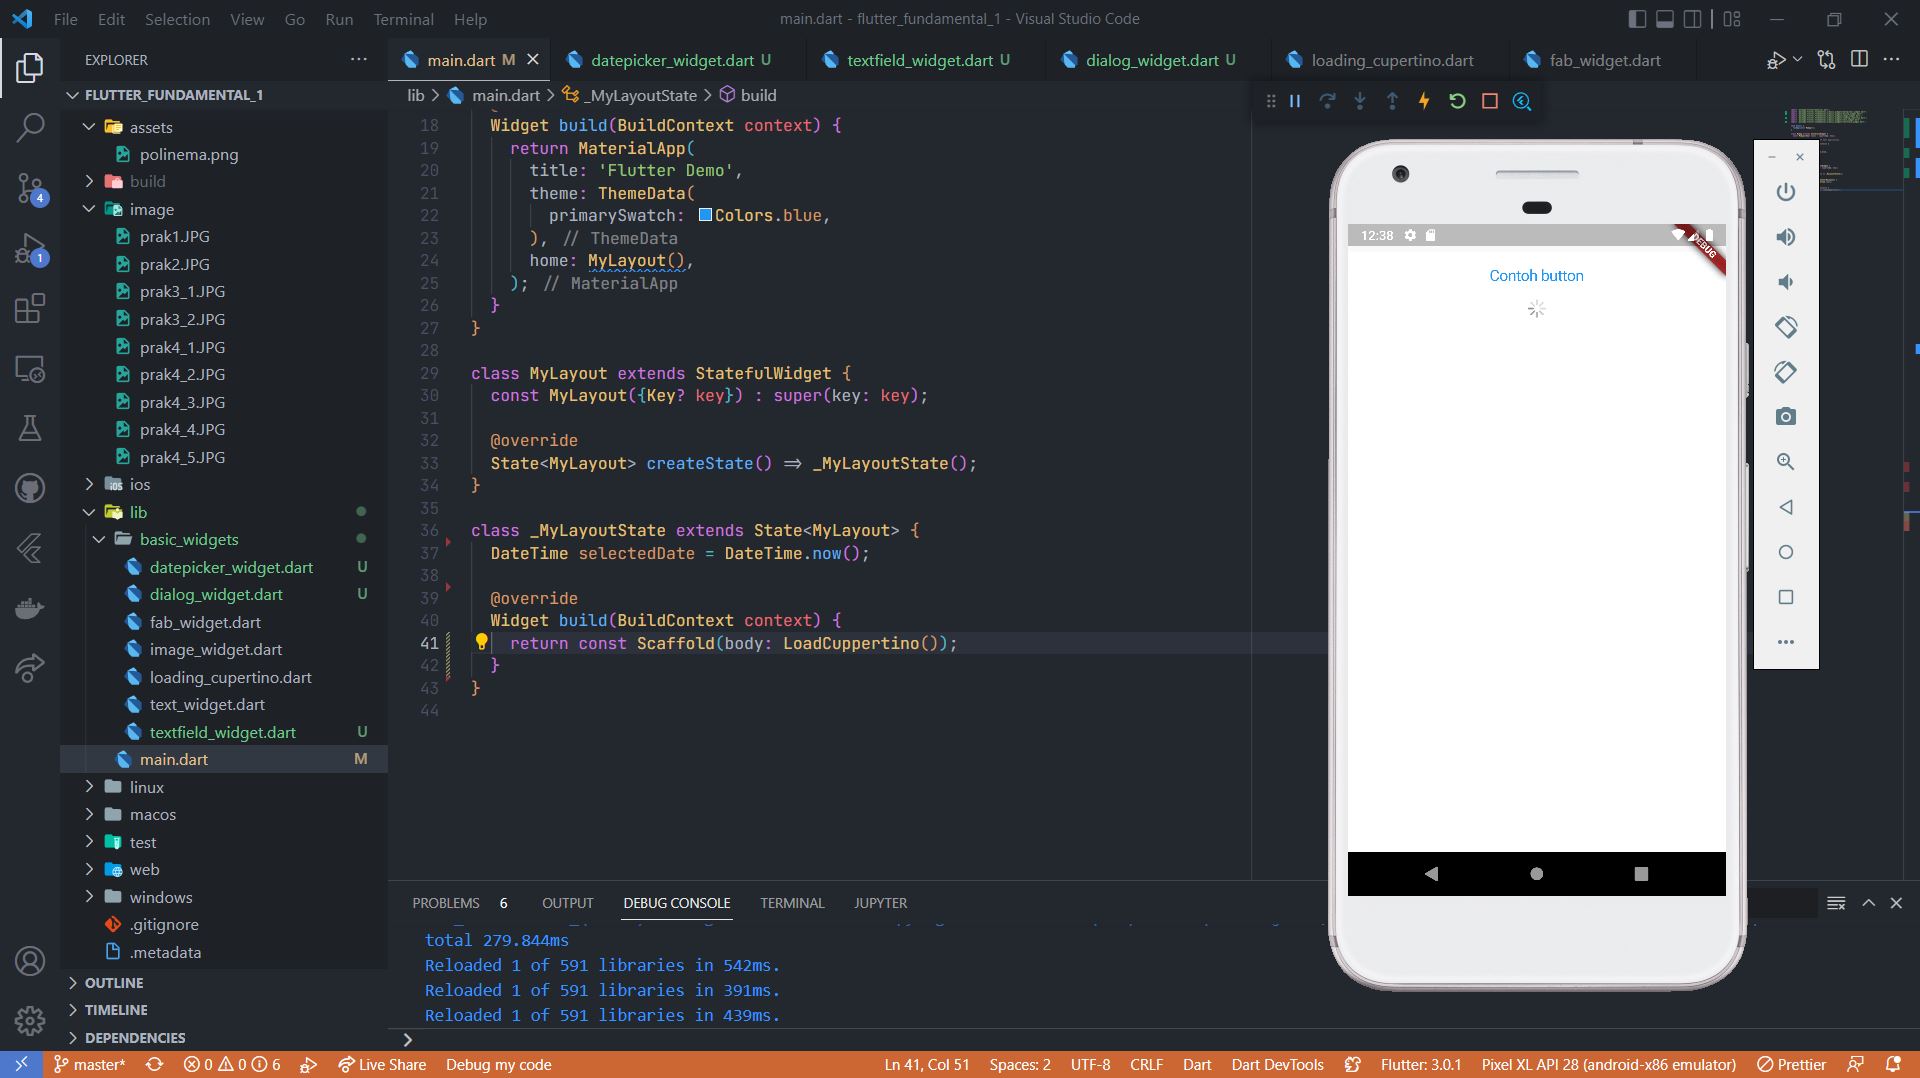 File Edit Selection View Go Run Terminal Help
main.dart - flutter_fundamental_1 - Visual Studio Code
EXPLORER
FLUTTER_FUNDAMENTAL_1
assets
polinema.png
build
image
prak1.JPG
prak2.JPG
prak3_1.JPG
prak3_2.JPG
prak4_1.JPG
prak4_2.JPG
prak4_3.JPG
prak4_4.JPG
prak4_5.JPG
ios
lib
basic_widgets
datepicker_widget.dart U
dialog_widget.dart U
fab_widget.dart
image_widget.dart
loading_cupertino.dart
text_widget.dart
textfield_widget.dart U
main.dart M
linux
macos
test
web
windows
.gitignore
.metadata
OUTLINE
TIMELINE
DEPENDENCIES
4
1
main.dart M datepicker_widget.dart U textfield_widget.dart U dialog_widget.dart U loading_cupertino.dart fab_widget.dart
lib > main.dart > _MyLayoutState > build
18 Widget build(BuildContext context) {
19 return MaterialApp(
20 title: 'Flutter Demo',
21 theme: ThemeData(
22 primarySwatch: Colors.blue,
23 ), // ThemeData
24 home: MyLayout(),
25 ); // MaterialApp
26 }
27 }
28
29 class MyLayout extends StatefulWidget {
30 const MyLayout({Key? key}) : super(key: key);
31
32 @override
33 State<MyLayout> createState() => _MyLayoutState();
34 }
35
36 class _MyLayoutState extends State<MyLayout> {
37 DateTime selectedDate = DateTime.now();
38
39 @override
40 Widget build(BuildContext context) {
41 return const Scaffold(body: LoadCuppertino());
42 }
43 }
44
12:38
DEBUG
Contoh button
PROBLEMS 6 OUTPUT DEBUG CONSOLE TERMINAL JUPYTER
total 279.844ms
Reloaded 1 of 591 libraries in 542ms.
Reloaded 1 of 591 libraries in 391ms.
Reloaded 1 of 591 libraries in 439ms.
>
master* 0 0 6 Live Share Debug my code Ln 41, Col 51 Spaces: 2 UTF-8 CRLF Dart Dart DevTools Flutter: 3.0.1 Pixel XL API 28 (android-x86 emulator) Prettier